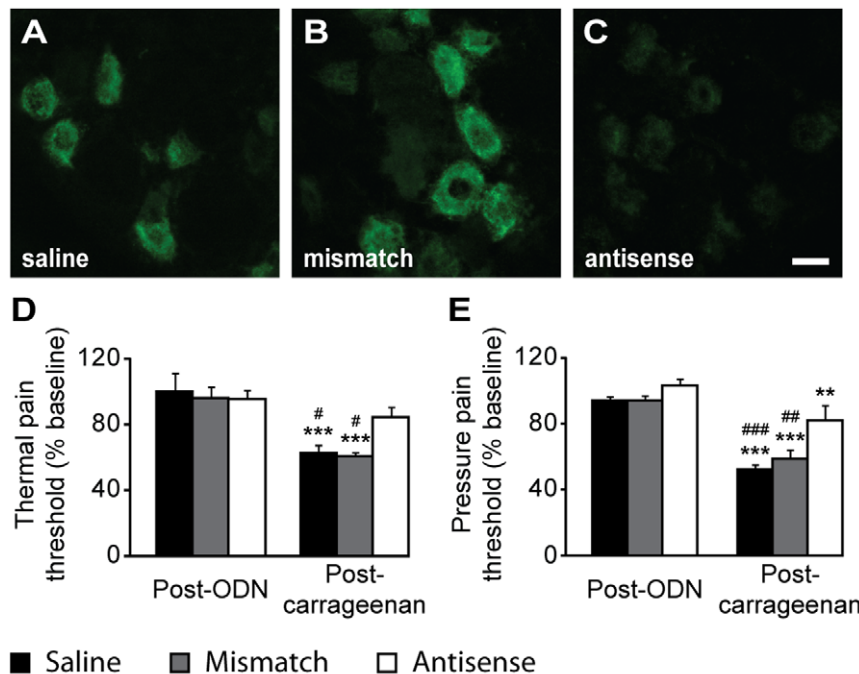 A
B
C
saline
mismatch
antisense
D
Thermal pain
threshold (% baseline)
120
80
40
0
#
***
#
***
Post-ODN
Post-
carrageenan
E
Pressure pain
threshold (% baseline)
120
80
40
0
###
***
##
***
**
Post-ODN
Post-
carrageenan
Saline
Mismatch
Antisense